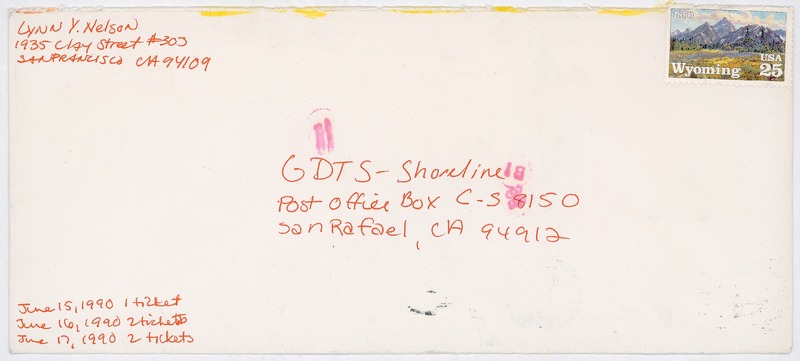 Lynn Y. Nelson
1935 Clay Street #303
San Francisco CA 94109
1890
Wyoming
USA
25
GDTS - Shoreline
Post Office Box C-S 8150
San Rafael, CA 94912
June 15, 1990 1 ticket
June 16, 1990 2 tickets
June 17, 1990 2 tickets